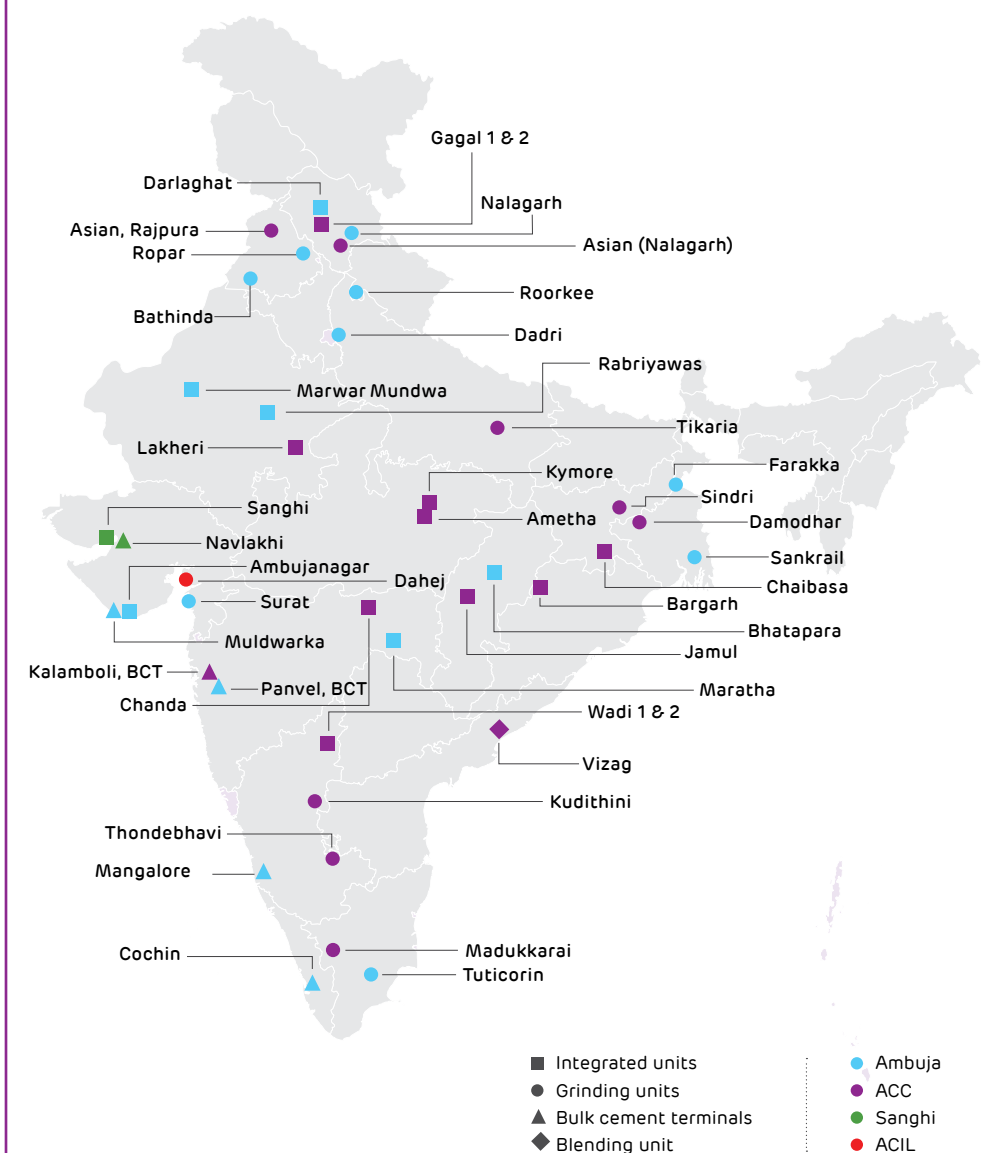 Gagal 1 & 2
Darlaghat
Nalagarh
Asian, Rajpura
Asian (Nalagarh)
Ropar
Roorkee
Bathinda
Dadri
Rabriyawas
Marwar Mundwa
Tikaria
Lakheri
Farakka
Kymore
Sindri
Sanghi
Ametha
Damodhar
Navlakhi
Sankrail
Ambujanagar
Dahej
Chaibasa
Surat
Bargarh
Bhatapara
Muldwarka
Jamul
Kalamboli, BCT
Panvel, BCT
Maratha
Chanda
Wadi 1 & 2
Vizag
Kudithini
Thondebhavi
Mangalore
Cochin
Madukkarai
Tuticorin
Integrated units
Grinding units
Bulk cement terminals
Blending unit
Ambuja
ACC
Sanghi
ACIL